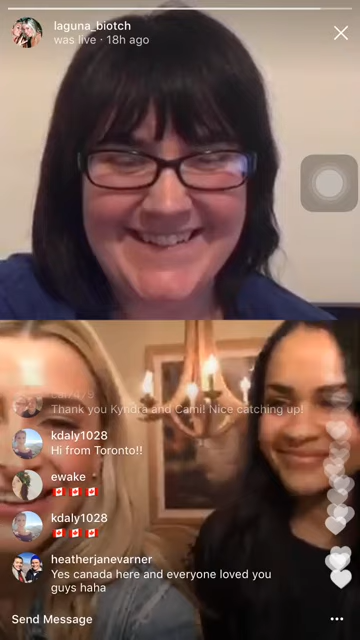 laguna_biotch
was live · 18h ago
Thank you Kyndra and Cami! Nice catching up!
kdaly1028
Hi from Toronto!!
ewake
🇨🇦 🇨🇦 🇨🇦
kdaly1028
🇨🇦 🇨🇦 🇨🇦
heatherjanevarner
Yes canada here and everyone loved you
guys haha
Send Message